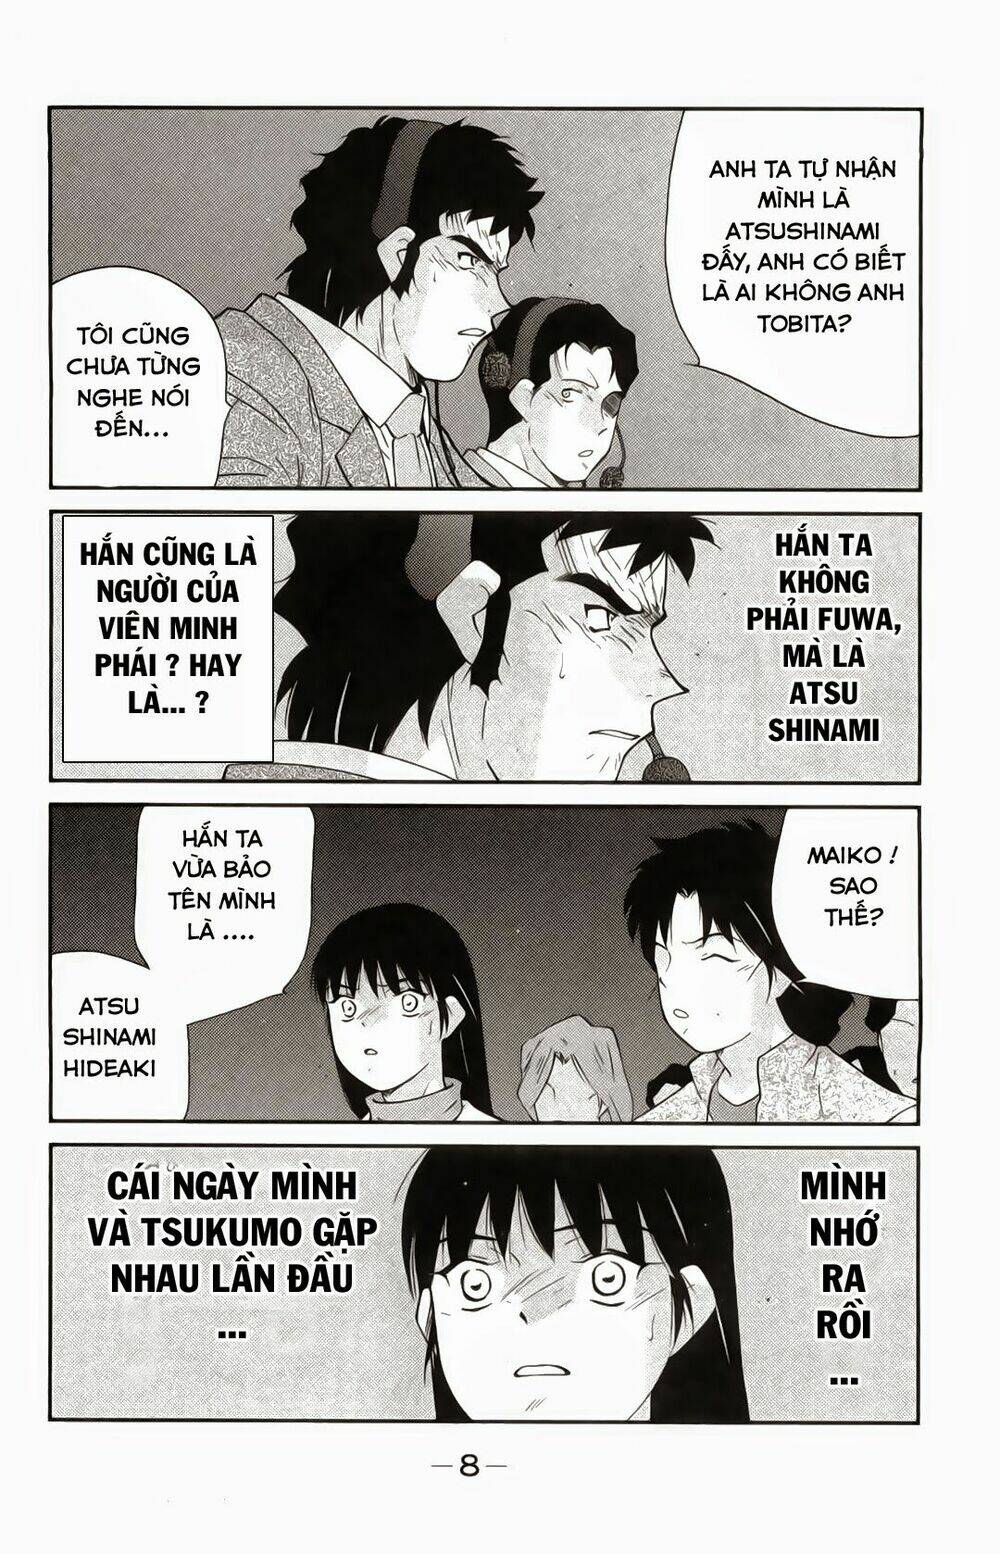 ANH TA TỰ NHẬN
MÌNH LÀ
ATSUSHINAMI
ĐẤY, ANH CÓ BIẾT
LÀ AI KHÔNG ANH
TOBITA?
TÔI CŨNG
CHƯA TỪNG
NGHE NÓI
ĐẾN...
HẮN TA
KHÔNG
PHẢI FUWA,
MÀ LÀ
ATSU
SHINAMI
HẮN CŨNG LÀ
NGƯỜI CỦA
VIÊN MINH
PHÁI ? HAY
LÀ... ?
MAIKO !
SAO
THẾ?
HẮN TA
VỪA BẢO
TÊN MÌNH
LÀ ....
ATSU
SHINAMI
HIDEAKI
MÌNH
NHỚ
RA
RỒI
...
CÁI NGÀY MÌNH
VÀ TSUKUMO GẶP
NHAU LẦN ĐẦU
...
— 8 —